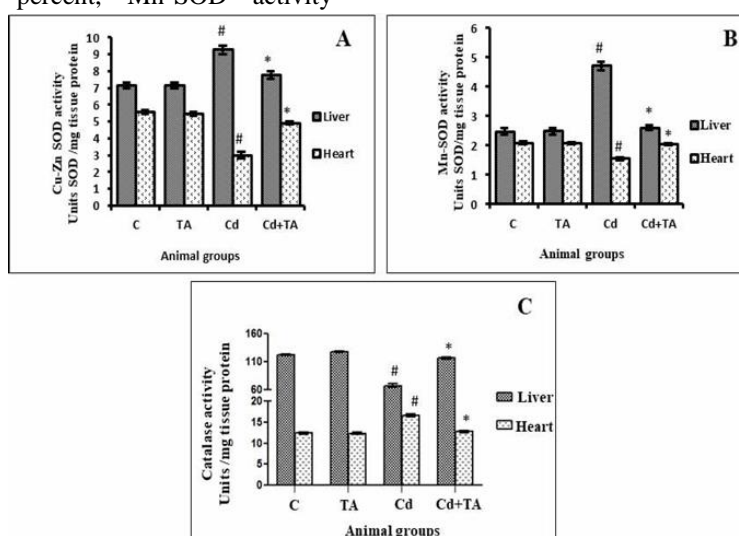 percent, Mn-SOD activity
A
Cu-Zn SOD activity
Units SOD /mg tissue protein
10
9
8
7
6
5
4
3
2
1
0
#
*
*
#
Liver
Heart
C TA Cd Cd+TA
Animal groups
B
Mn-SOD activity
Units SOD/mg tissue protein
6
5
4
3
2
1
0
#
*
*
#
Liver
Heart
C TA Cd Cd+TA
Animal groups
C
Catalase activity
Units /mg tissue protein
160
110
60
20
15
10
5
0
*
#
#
*
Liver
Heart
C TA Cd Cd+TA
Animal groups